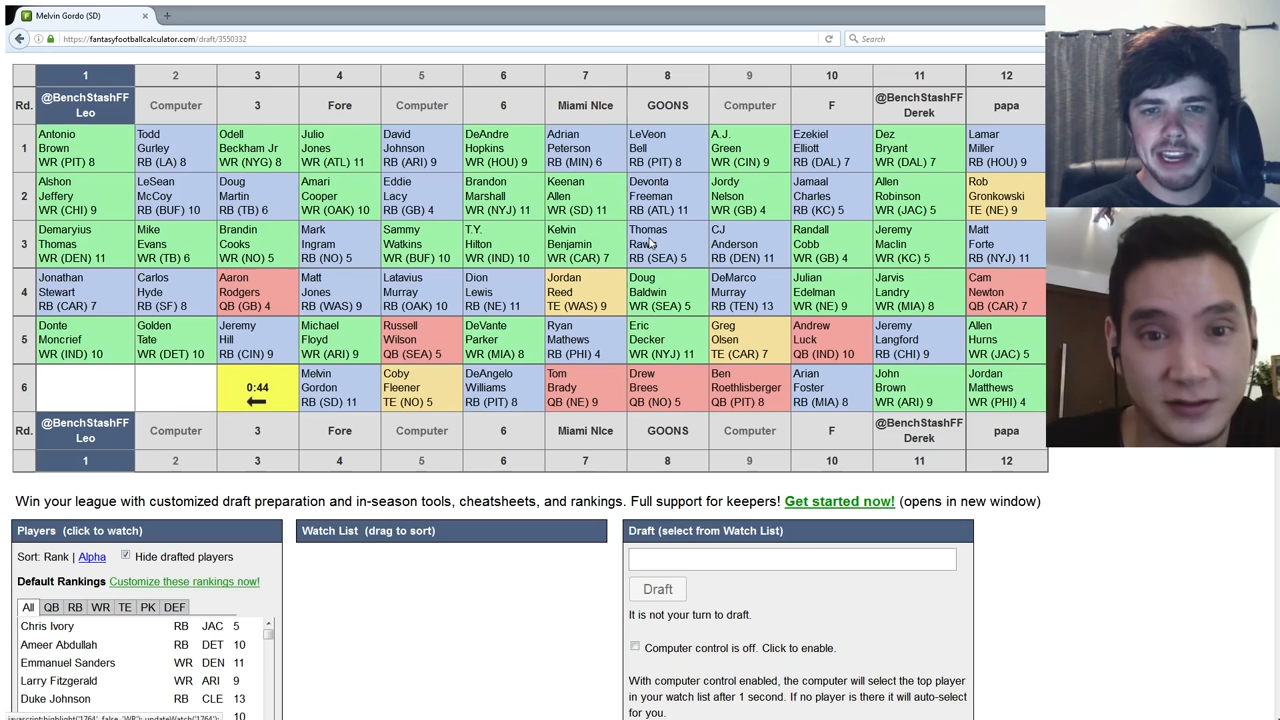 Melvin Gordo (SD)
https://fantasyfootballcalculator.com/draft/3550332
Search
1 2 3 4 5 6 7 8 9 10 11 12
Rd. @BenchStashFF Leo Computer 3 Fore Computer 6 Miami NIce GOONS Computer F @BenchStashFF Derek papa
1 Antonio Brown WR (PIT) 8 Todd Gurley RB (LA) 8 Odell Beckham Jr WR (NYG) 8 Julio Jones WR (ATL) 11 David Johnson RB (ARI) 9 DeAndre Hopkins WR (HOU) 9 Adrian Peterson RB (MIN) 6 LeVeon Bell RB (PIT) 8 A.J. Green WR (CIN) 9 Ezekiel Elliott RB (DAL) 7 Dez Bryant WR (DAL) 7 Lamar Miller RB (HOU) 9
2 Alshon Jeffery WR (CHI) 9 LeSean McCoy RB (BUF) 10 Doug Martin RB (TB) 6 Amari Cooper WR (OAK) 10 Eddie Lacy RB (GB) 4 Brandon Marshall WR (NYJ) 11 Keenan Allen WR (SD) 11 Devonta Freeman RB (ATL) 11 Jordy Nelson WR (GB) 4 Jamaal Charles RB (KC) 5 Allen Robinson WR (JAC) 5 Rob Gronkowski TE (NE) 9
3 Demaryius Thomas WR (DEN) 11 Mike Evans WR (TB) 6 Brandin Cooks WR (NO) 5 Mark Ingram RB (NO) 5 Sammy Watkins WR (BUF) 10 T.Y. Hilton WR (IND) 10 Kelvin Benjamin WR (CAR) 7 Thomas Rawls RB (SEA) 5 CJ Anderson RB (DEN) 11 Randall Cobb WR (GB) 4 Jeremy Maclin WR (KC) 5 Matt Forte RB (NYJ) 11
4 Jonathan Stewart RB (CAR) 7 Carlos Hyde RB (SF) 8 Aaron Rodgers QB (GB) 4 Matt Jones RB (WAS) 9 Latavius Murray RB (OAK) 10 Dion Lewis RB (NE) 11 Jordan Reed TE (WAS) 9 Doug Baldwin WR (SEA) 5 DeMarco Murray RB (TEN) 13 Julian Edelman WR (NE) 9 Jarvis Landry WR (MIA) 8 Cam Newton QB (CAR) 7
5 Donte Moncrief WR (IND) 10 Golden Tate WR (DET) 10 Jeremy Hill RB (CIN) 9 Michael Floyd WR (ARI) 9 Russell Wilson QB (SEA) 5 DeVante Parker WR (MIA) 8 Ryan Mathews RB (PHI) 4 Eric Decker WR (NYJ) 11 Greg Olsen TE (CAR) 7 Andrew Luck QB (IND) 10 Jeremy Langford RB (CHI) 9 Allen Hurns WR (JAC) 5
6 0:44 Melvin Gordon RB (SD) 11 Coby Fleener TE (NO) 5 DeAngelo Williams RB (PIT) 8 Tom Brady QB (NE) 9 Drew Brees QB (NO) 5 Ben Roethlisberger QB (PIT) 8 Arian Foster RB (MIA) 8 John Brown WR (ARI) 9 Jordan Matthews WR (PHI) 4
Rd. @BenchStashFF Leo Computer 3 Fore Computer 6 Miami NIce GOONS Computer F @BenchStashFF Derek papa
1 2 3 4 5 6 7 8 9 10 11 12
Win your league with customized draft preparation and in-season tools, cheatsheets, and rankings. Full support for keepers! Get started now! (opens in new window)
Players (click to watch)
Sort: Rank | Alpha Hide drafted players
Default Rankings Customize these rankings now!
All QB RB WR TE PK DEF
Chris Ivory RB JAC 5
Ameer Abdullah RB DET 10
Emmanuel Sanders WR DEN 11
Larry Fitzgerald WR ARI 9
Duke Johnson RB CLE 13
10
javascript:highlight('1764', false, 'WR'); updateWatch('1764');
Watch List (drag to sort)
Draft (select from Watch List)
Draft
It is not your turn to draft.
Computer control is off. Click to enable.
With computer control enabled, the computer will select the top player
in your watch list after 1 second. If no player is there it will auto-select
for you.